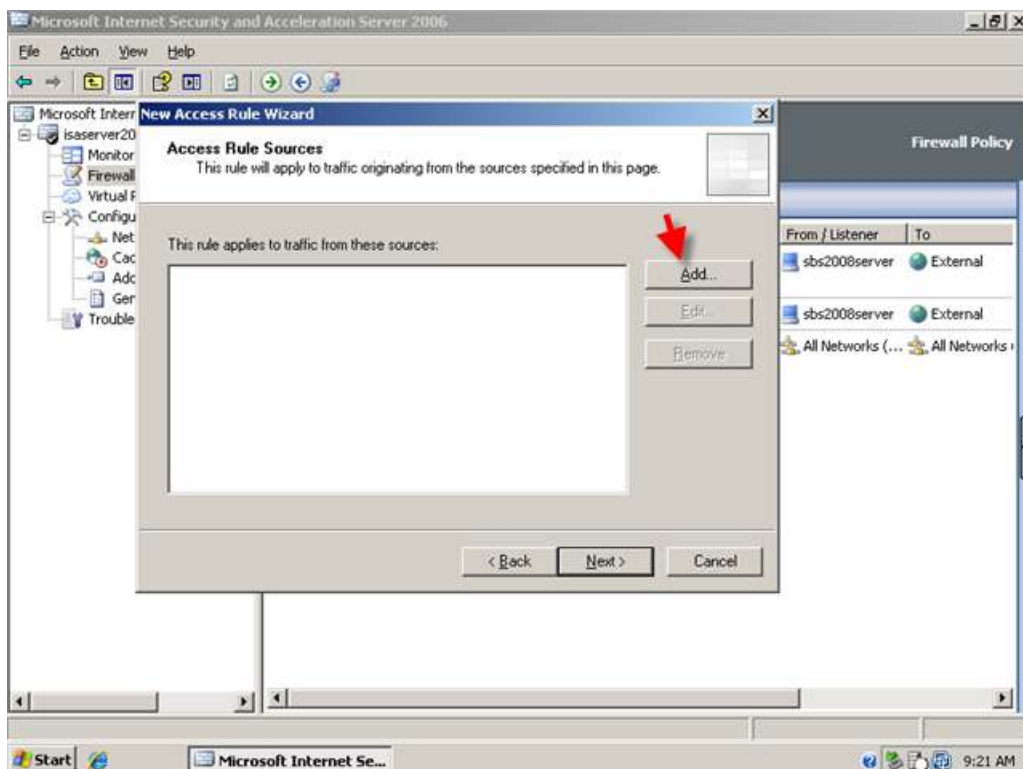 Microsoft Internet Security and Acceleration Server 2006
File Action View Help
Microsoft Interr
isaserver20
Monitor
Firewall
Virtual F
Configu
Net
Cac
Adc
Ger
Trouble
New Access Rule Wizard
Access Rule Sources
This rule will apply to traffic originating from the sources specified in this page.
This rule applies to traffic from these sources:
Add...
Edit...
Remove
< Back Next > Cancel
Firewall Policy
From / Listener To
sbs2008server External
sbs2008server External
All Networks (... All Networks
Start Microsoft Internet Se... 9:21 AM